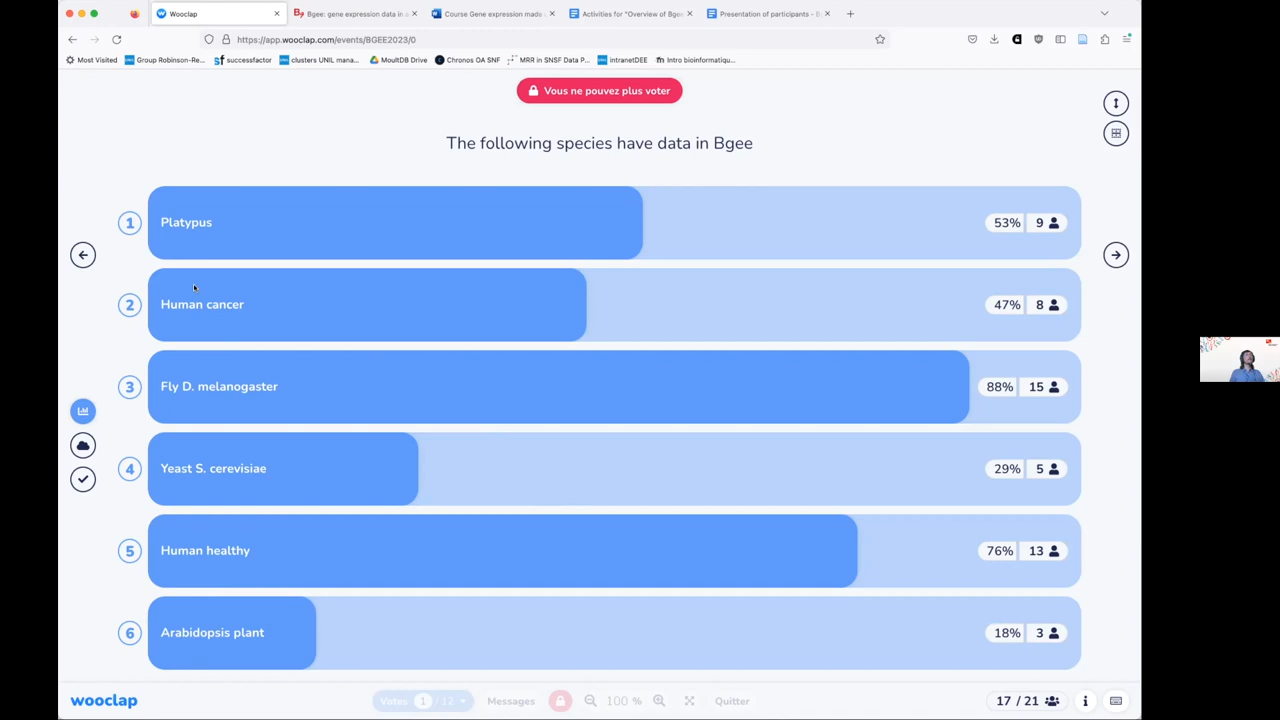 Wooclap
Bgee: gene expression data in a
Course Gene expression made
Activities for "Overview of Bgee
Presentation of participants - B
https://app.wooclap.com/events/BGEE2023/0
Most Visited
Group Robinson-Re...
successfactor
clusters UNIL mana...
MoultDB Drive
Chronos OA SNF
MRR in SNSF Data P...
intranetDEE
Intro bioinformatiqu...
Vous ne pouvez plus voter
The following species have data in Bgee
1 Platypus 53% 9
2 Human cancer 47% 8
3 Fly D. melanogaster 88% 15
4 Yeast S. cerevisiae 29% 5
5 Human healthy 76% 13
6 Arabidopsis plant 18% 3
wooclap
Votes 1 / 12
Messages
100 %
Quitter
17 / 21